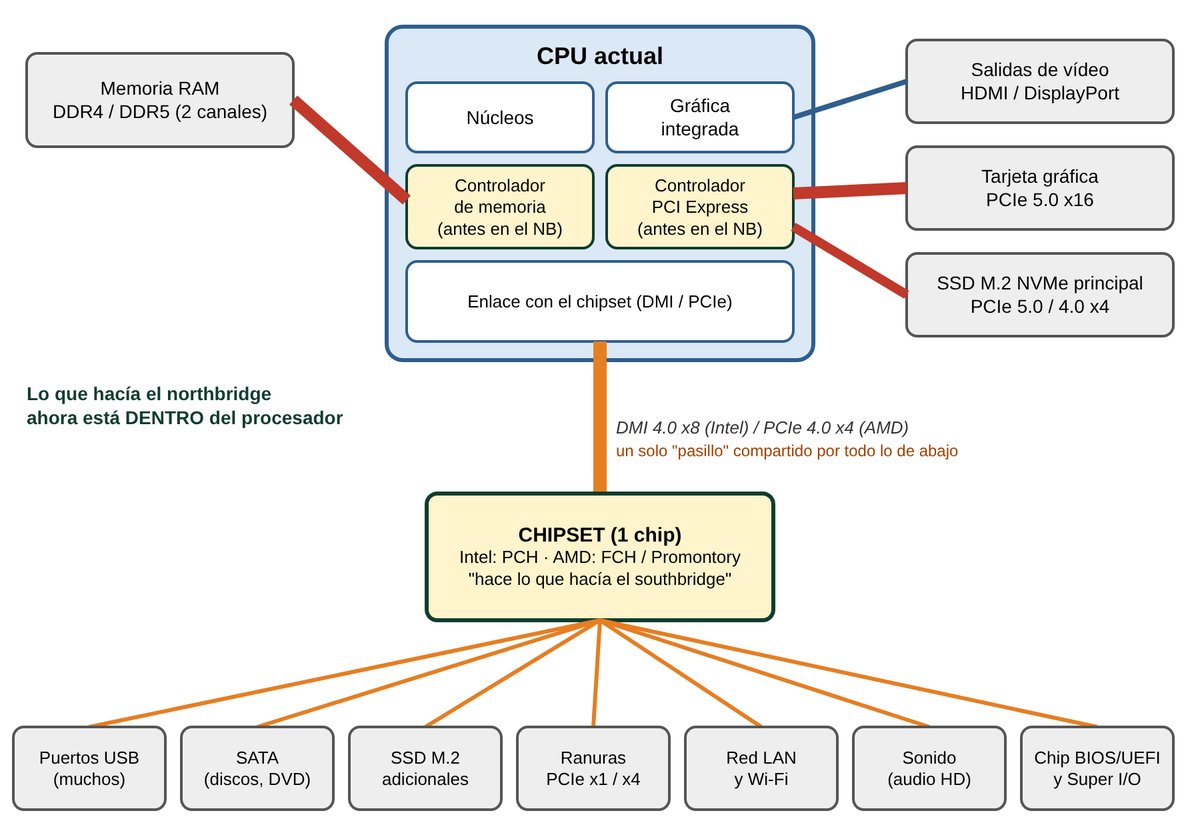 CPU actual
Memoria RAM
DDR4 / DDR5 (2 canales)
Núcleos
Gráfica
integrada
Salidas de vídeo
HDMI / DisplayPort
Controlador
de memoria
(antes en el NB)
Controlador
PCI Express
(antes en el NB)
Tarjeta gráfica
PCIe 5.0 x16
Enlace con el chipset (DMI / PCIe)
SSD M.2 NVMe principal
PCIe 5.0 / 4.0 x4
Lo que hacía el northbridge
ahora está DENTRO del procesador
DMI 4.0 x8 (Intel) / PCIe 4.0 x4 (AMD)
un solo "pasillo" compartido por todo lo de abajo
CHIPSET (1 chip)
Intel: PCH · AMD: FCH / Promontory
"hace lo que hacía el southbridge"
Puertos USB
(muchos)
SATA
(discos, DVD)
SSD M.2
adicionales
Ranuras
PCIe x1 / x4
Red LAN
y Wi-Fi
Sonido
(audio HD)
Chip BIOS/UEFI
y Super I/O